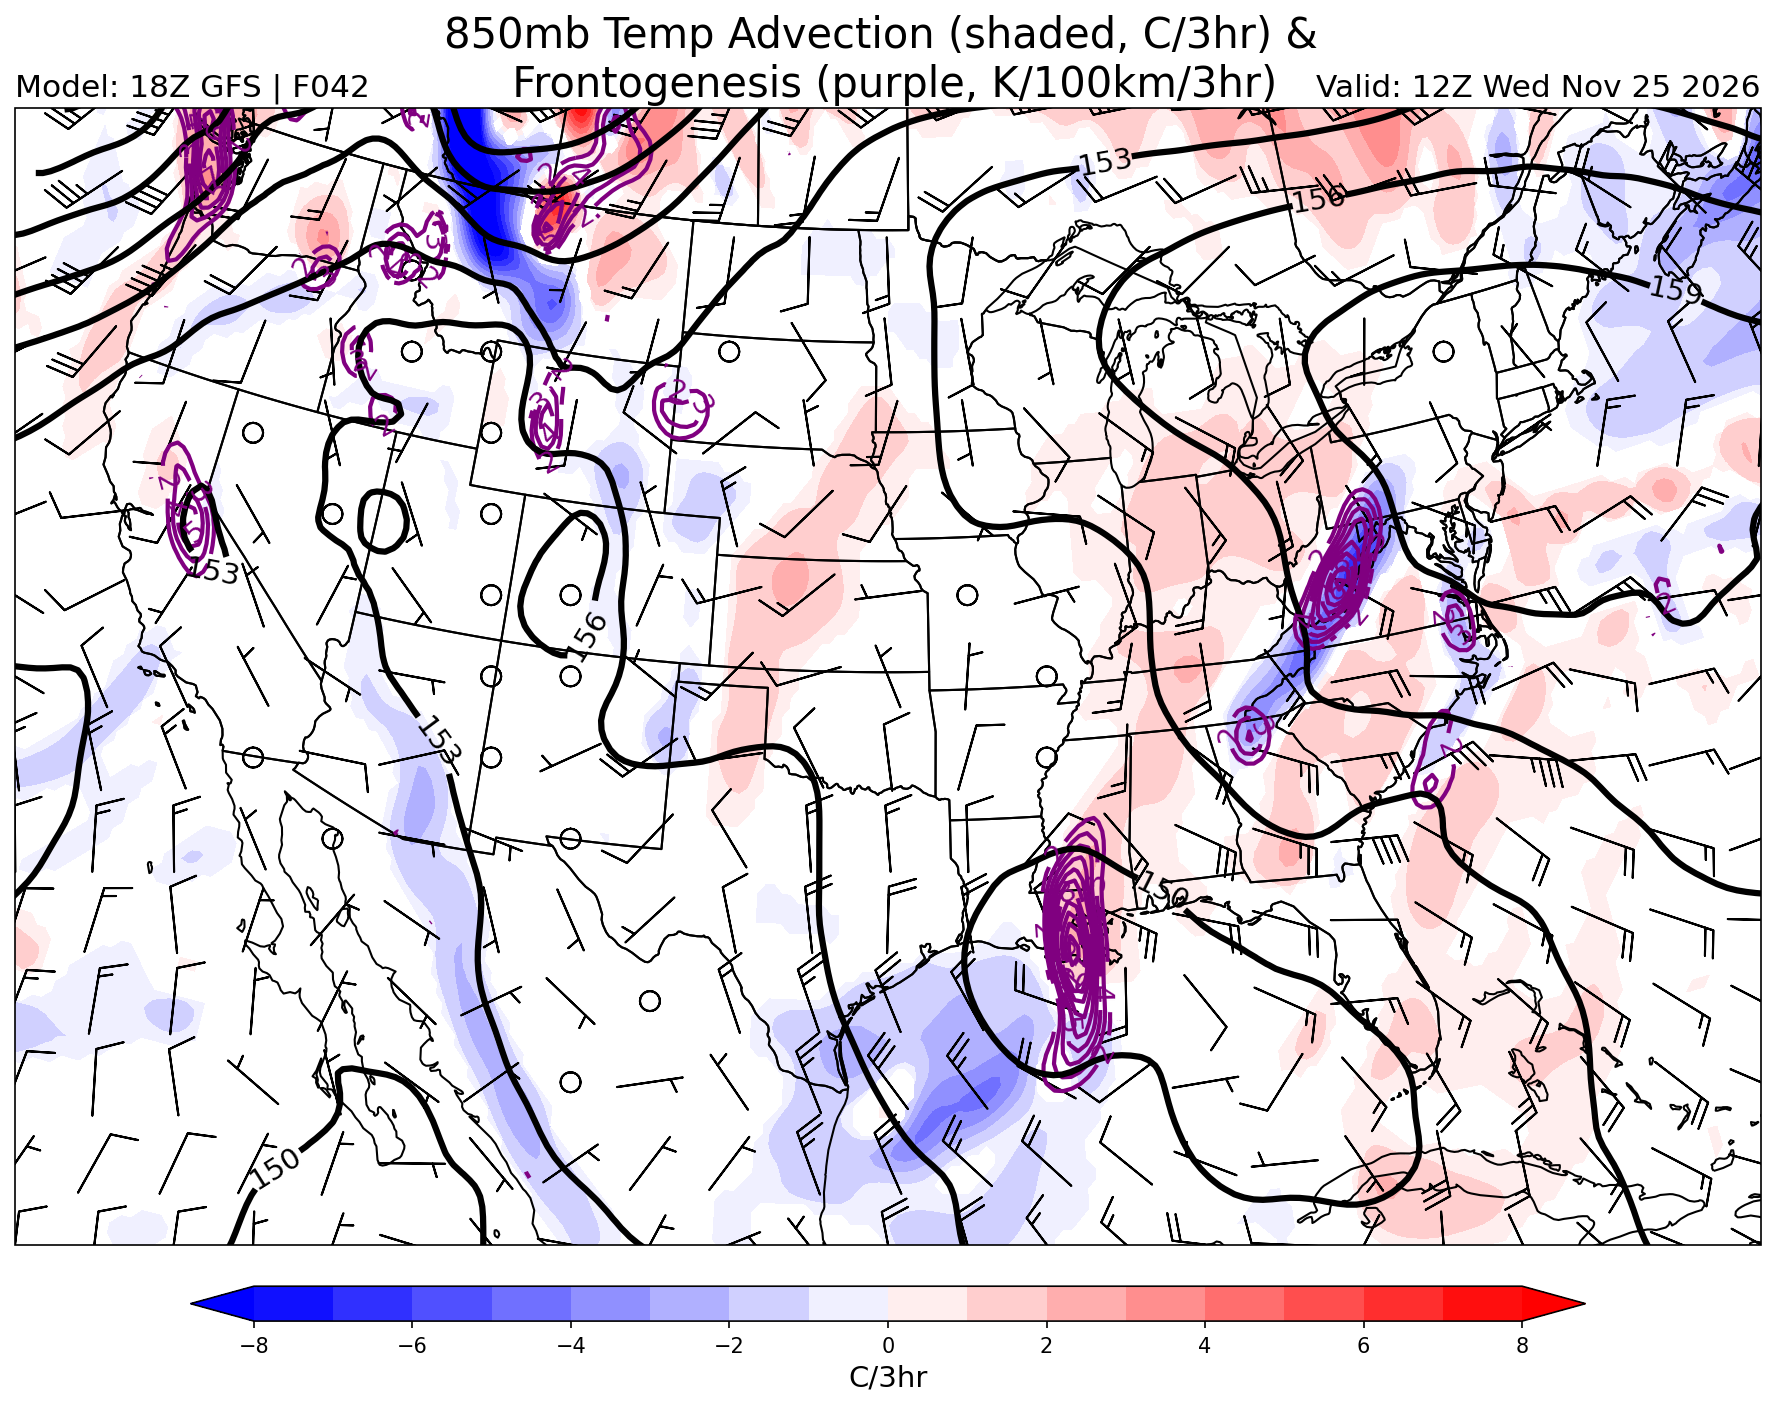 850mb Temp Advection (shaded, C/3hr) &
Frontogenesis (purple, K/100km/3hr)
Model: 18Z GFS | F042
Valid: 12Z Wed Nov 25 2026
153
156
159
153
156
153
150
150
−8 −6 −4 −2 0 2 4 6 8
C/3hr